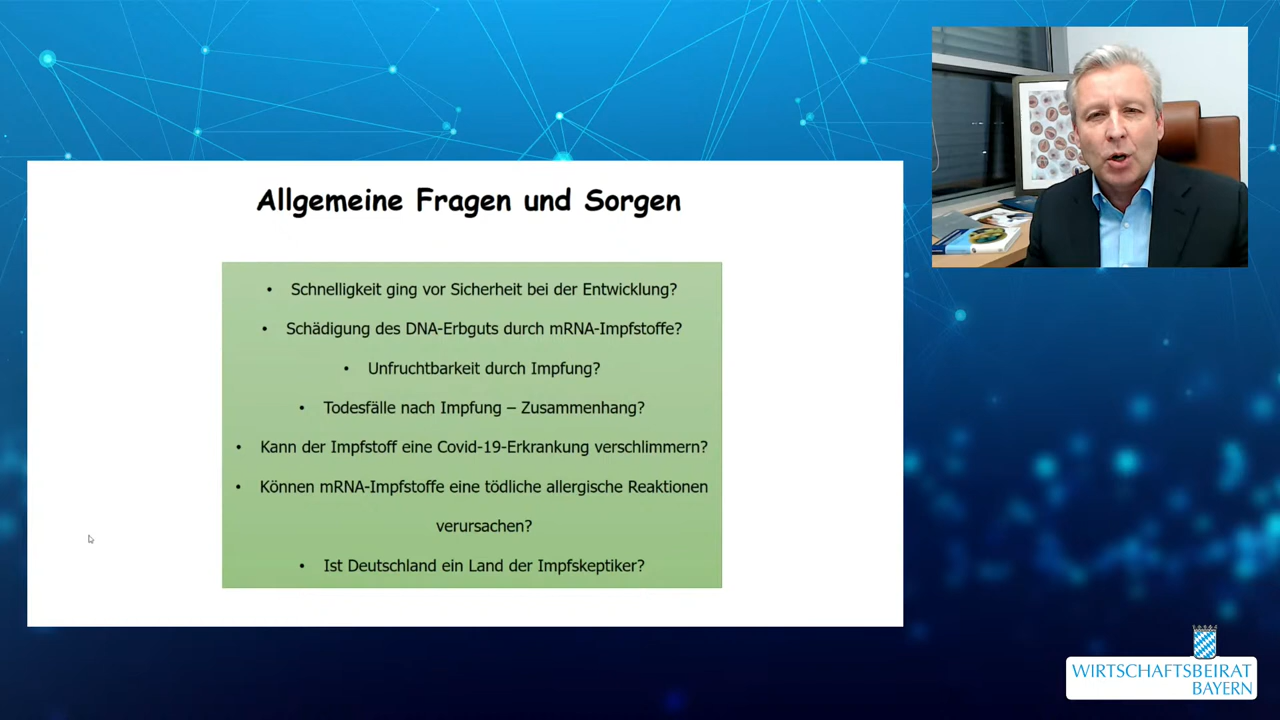 Allgemeine Fragen und Sorgen
• Schnelligkeit ging vor Sicherheit bei der Entwicklung?
• Schädigung des DNA-Erbguts durch mRNA-Impfstoffe?
• Unfruchtbarkeit durch Impfung?
• Todesfälle nach Impfung – Zusammenhang?
• Kann der Impfstoff eine Covid-19-Erkrankung verschlimmern?
• Können mRNA-Impfstoffe eine tödliche allergische Reaktionen
verursachen?
• Ist Deutschland ein Land der Impfskeptiker?
WIRTSCHAFTSBEIRAT
BAYERN